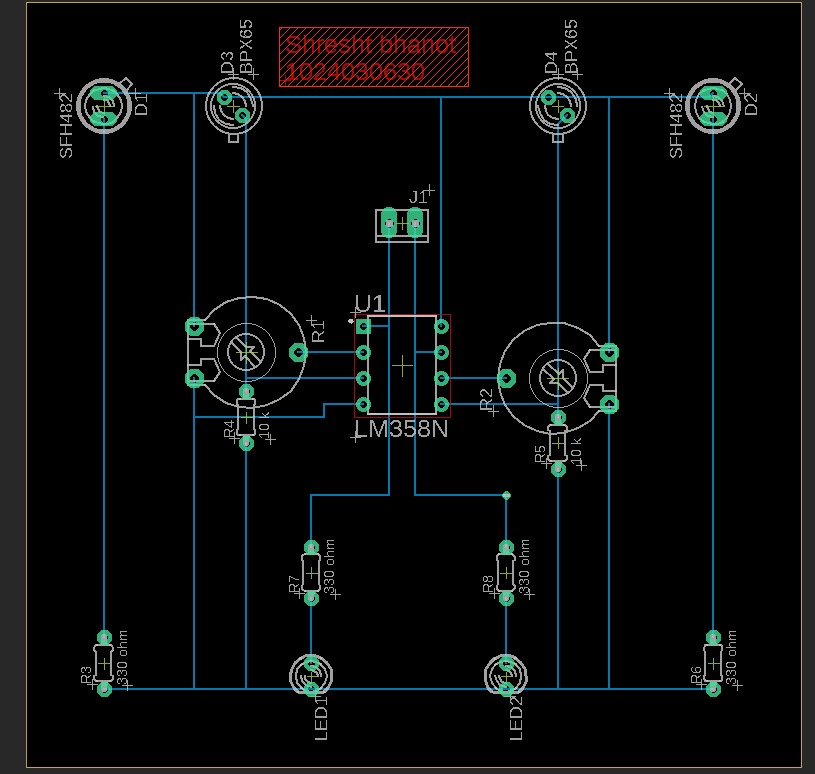 Shresht bhanot
1024030630
SFH482
D1
D3
BPX65
D4
BPX65
SFH482
D2
J1
U1
LM358N
R1
R2
R4
10 k
R5
10 k
R7
330 ohm
R8
330 ohm
R3
330 ohm
R6
330 ohm
LED1
LED2